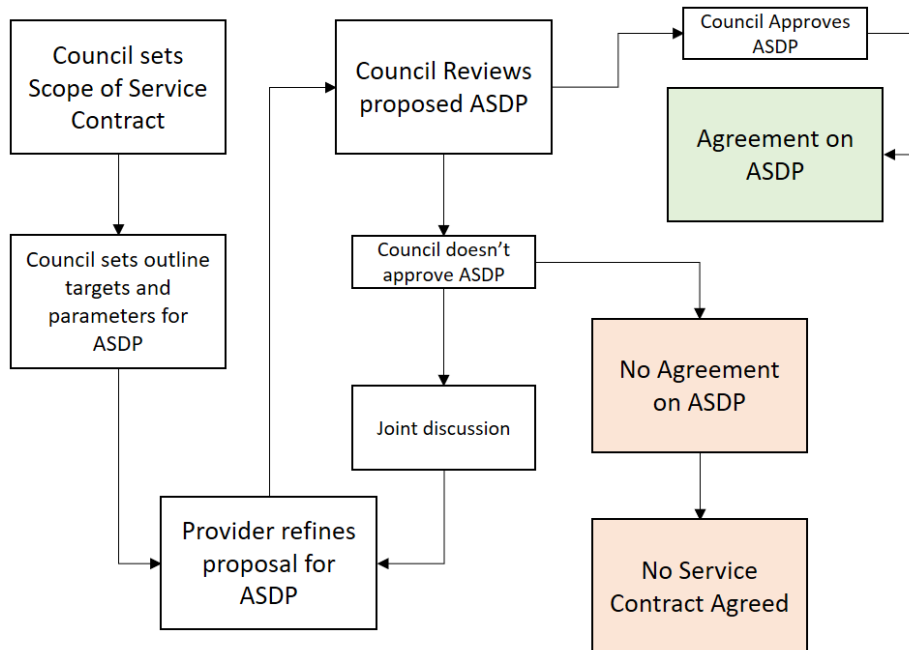 Council sets
Scope of Service
Contract
Council sets outline
targets and
parameters for
ASDP
Provider refines
proposal for
ASDP
Council Reviews
proposed ASDP
Council Approves
ASDP
Agreement on
ASDP
Council doesn’t
approve ASDP
Joint discussion
No Agreement
on ASDP
No Service
Contract Agreed